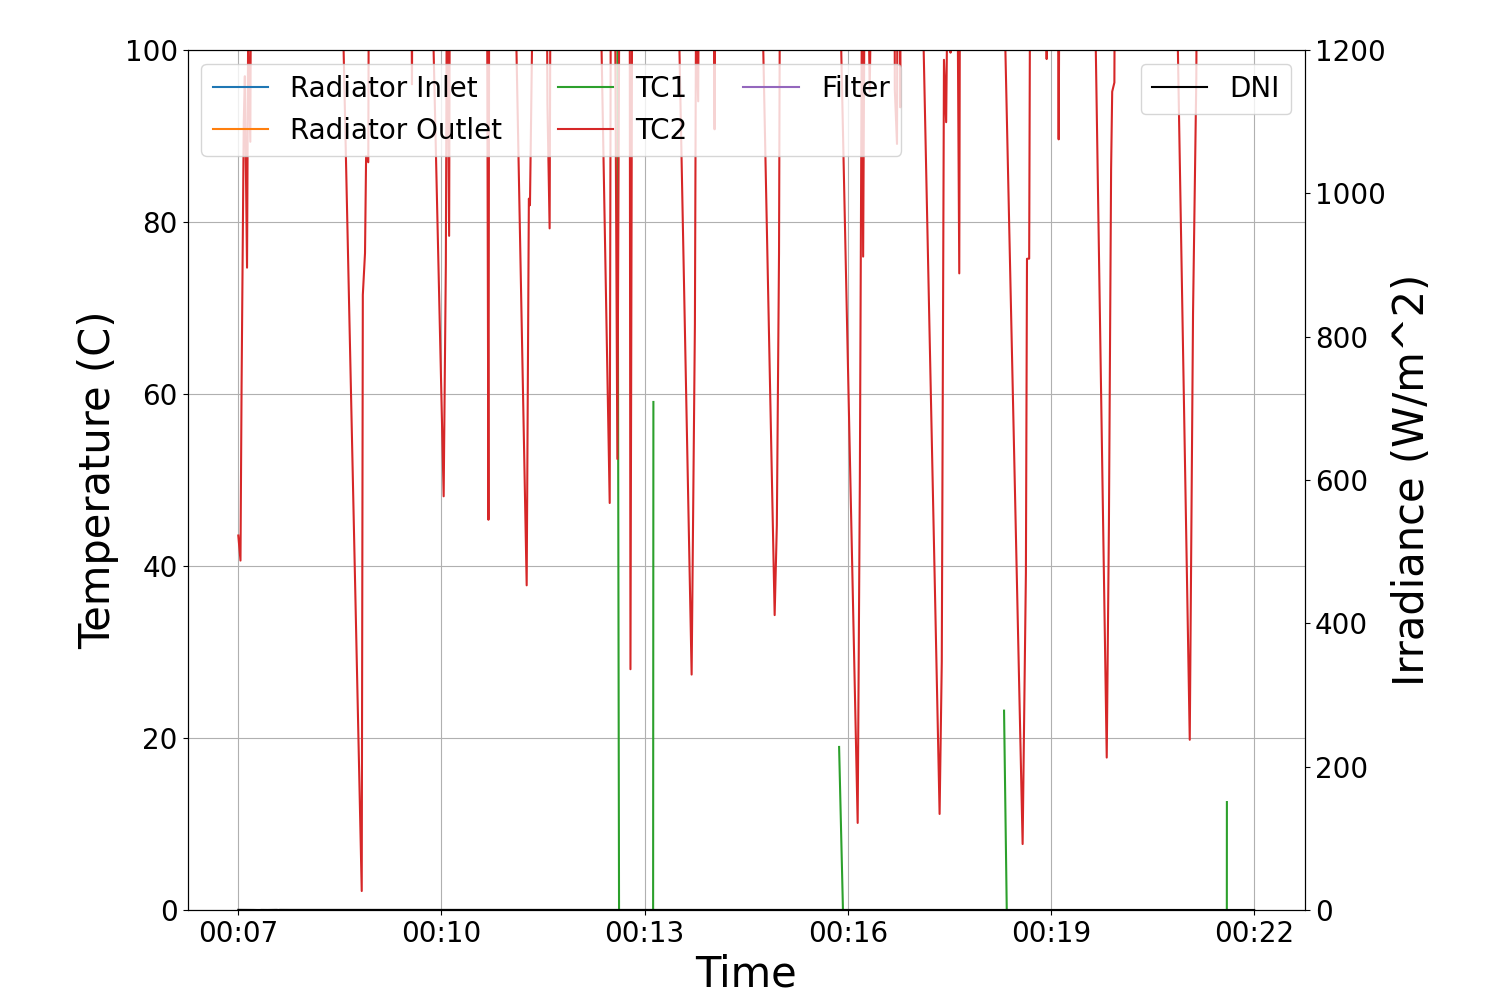 100
80
60
40
20
0
Temperature (C)
Radiator Inlet
Radiator Outlet
TC1
TC2
Filter
DNI
1200
1000
800
600
400
200
0
Irradiance (W/m^2)
00:07 00:10 00:13 00:16 00:19 00:22
Time